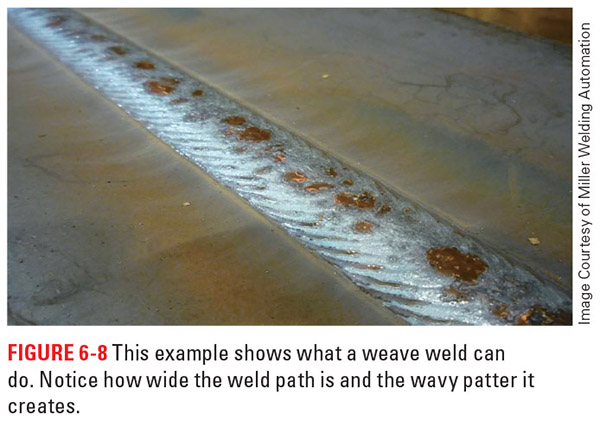 Image Courtesy of Miller Welding Automation
FIGURE 6-8 This example shows what a weave weld can
do. Notice how wide the weld path is and the wavy patter it
creates.